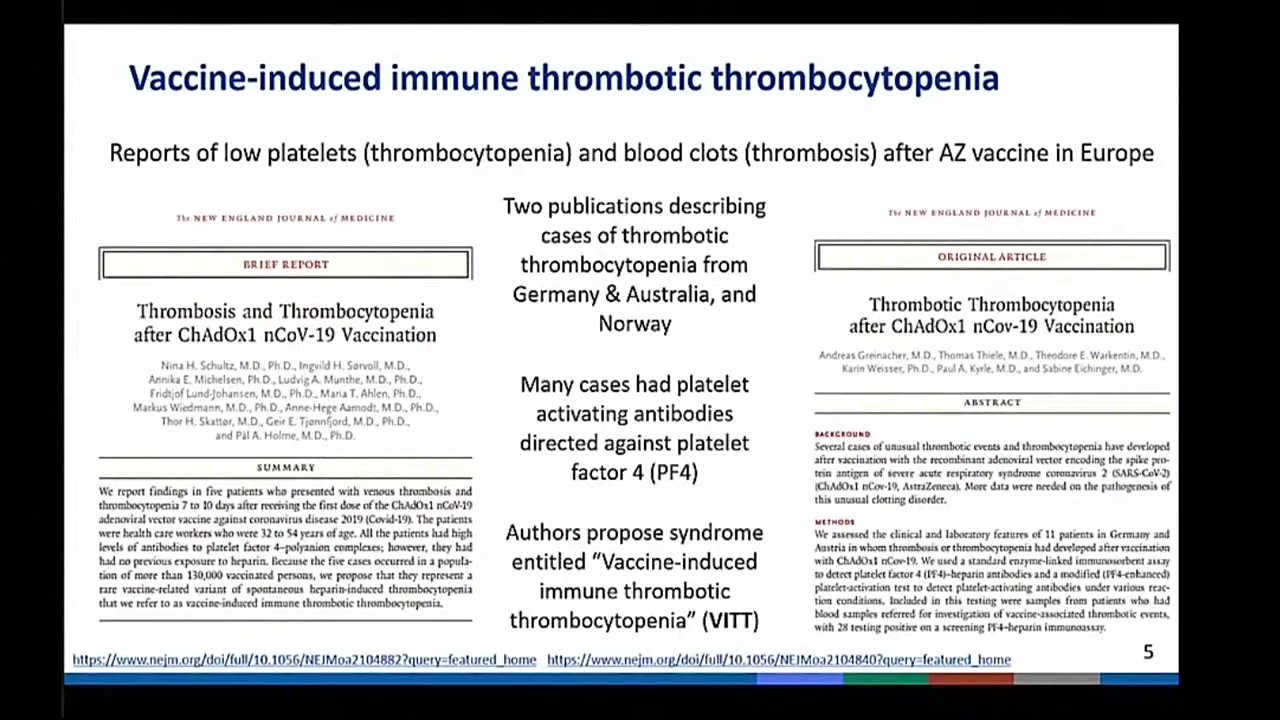 Vaccine-induced immune thrombotic thrombocytopenia
Reports of low platelets (thrombocytopenia) and blood clots (thrombosis) after AZ vaccine in Europe
The NEW ENGLAND JOURNAL of MEDICINE
BRIEF REPORT
Thrombosis and Thrombocytopenia
after ChAdOx1 nCoV-19 Vaccination
Nina H. Schultz, M.D., Ph.D., Ingvild H. Sørvoll, M.D.,
Annika E. Michelsen, Ph.D., Ludvig A. Munthe, M.D., Ph.D.,
Fridtjof Lund-Johansen, M.D., Ph.D., Maria T. Ahlen, Ph.D.,
Markus Wiedmann, M.D., Ph.D., Anne-Hege Aamodt, M.D., Ph.D.,
Thor H. Skattør, M.D., Geir E. Tjønnfjord, M.D., Ph.D.,
and Pål A. Holme, M.D., Ph.D.
SUMMARY
We report findings in five patients who presented with venous thrombosis and
thrombocytopenia 7 to 10 days after receiving the first dose of the ChAdOx1 nCoV-19
adenoviral vector vaccine against coronavirus disease 2019 (Covid-19). The patients
were health care workers who were 32 to 54 years of age. All the patients had high
levels of antibodies to platelet factor 4–polyanion complexes; however, they had
had no previous exposure to heparin. Because the five cases occurred in a popula-
tion of more than 130,000 vaccinated persons, we propose that they represent a
rare vaccine-related variant of spontaneous heparin-induced thrombocytopenia
that we refer to as vaccine-induced immune thrombotic thrombocytopenia.
Two publications describing
cases of thrombotic
thrombocytopenia from
Germany & Australia, and
Norway
Many cases had platelet
activating antibodies
directed against platelet
factor 4 (PF4)
Authors propose syndrome
entitled “Vaccine-induced
immune thrombotic
thrombocytopenia” (VITT)
The NEW ENGLAND JOURNAL of MEDICINE
ORIGINAL ARTICLE
Thrombotic Thrombocytopenia
after ChAdOx1 nCov-19 Vaccination
Andreas Greinacher, M.D., Thomas Thiele, M.D., Theodore E. Warkentin, M.D.,
Karin Weisser, Ph.D., Paul A. Kyrle, M.D., and Sabine Eichinger, M.D.
ABSTRACT
BACKGROUND
Several cases of unusual thrombotic events and thrombocytopenia have developed
after vaccination with the recombinant adenoviral vector encoding the spike pro-
tein antigen of severe acute respiratory syndrome coronavirus 2 (SARS-CoV-2)
(ChAdOx1 nCov-19, AstraZeneca). More data were needed on the pathogenesis of
this unusual clotting disorder.
METHODS
We assessed the clinical and laboratory features of 11 patients in Germany and
Austria in whom thrombosis or thrombocytopenia had developed after vaccination
with ChAdOx1 nCov-19. We used a standard enzyme-linked immunosorbent assay
to detect platelet factor 4 (PF4)–heparin antibodies and a modified (PF4-enhanced)
platelet-activation test to detect platelet-activating antibodies under various reac-
tion conditions. Included in this testing were samples from patients who had
blood samples referred for investigation of vaccine-associated thrombotic events,
with 28 testing positive on a screening PF4–heparin immunoassay.
https://www.nejm.org/doi/full/10.1056/NEJMoa2104882?query=featured_home https://www.nejm.org/doi/full/10.1056/NEJMoa2104840?query=featured_home
5